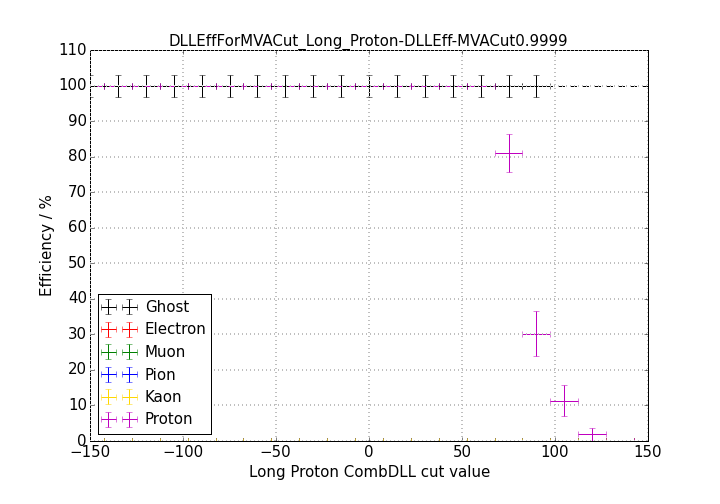 DLLEffForMVACut_Long_Proton-DLLEff-MVACut0.9999
110
100
90
80
70
60
50
40
30
20
10
0
Efficiency / %
Ghost
Electron
Muon
Pion
Kaon
Proton
−150 −100 −50 0 50 100 150
Long Proton CombDLL cut value